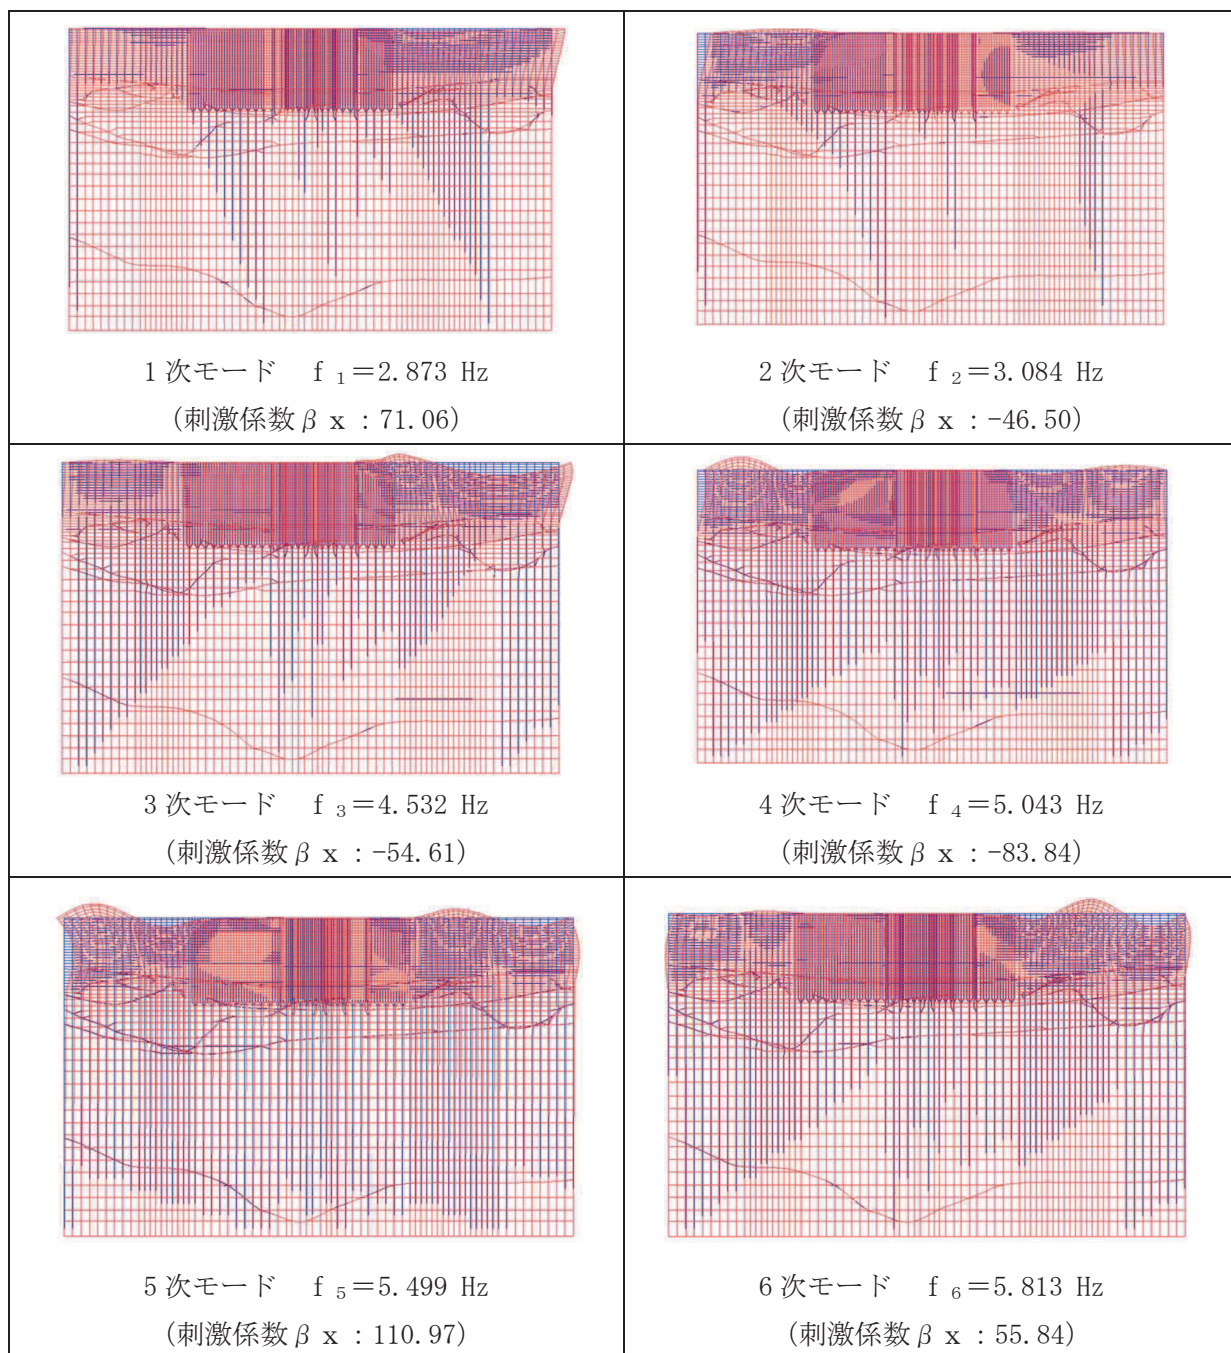 1次モード f₁=2.873 Hz
(刺激係数βx:71.06)
2次モード f₂=3.084 Hz
(刺激係数βx:-46.50)
3次モード f₃=4.532 Hz
(刺激係数βx:-54.61)
4次モード f₄=5.043 Hz
(刺激係数βx:-83.84)
5次モード f₅=5.499 Hz
(刺激係数βx:110.97)
6次モード f₆=5.813 Hz
(刺激係数βx:55.84)